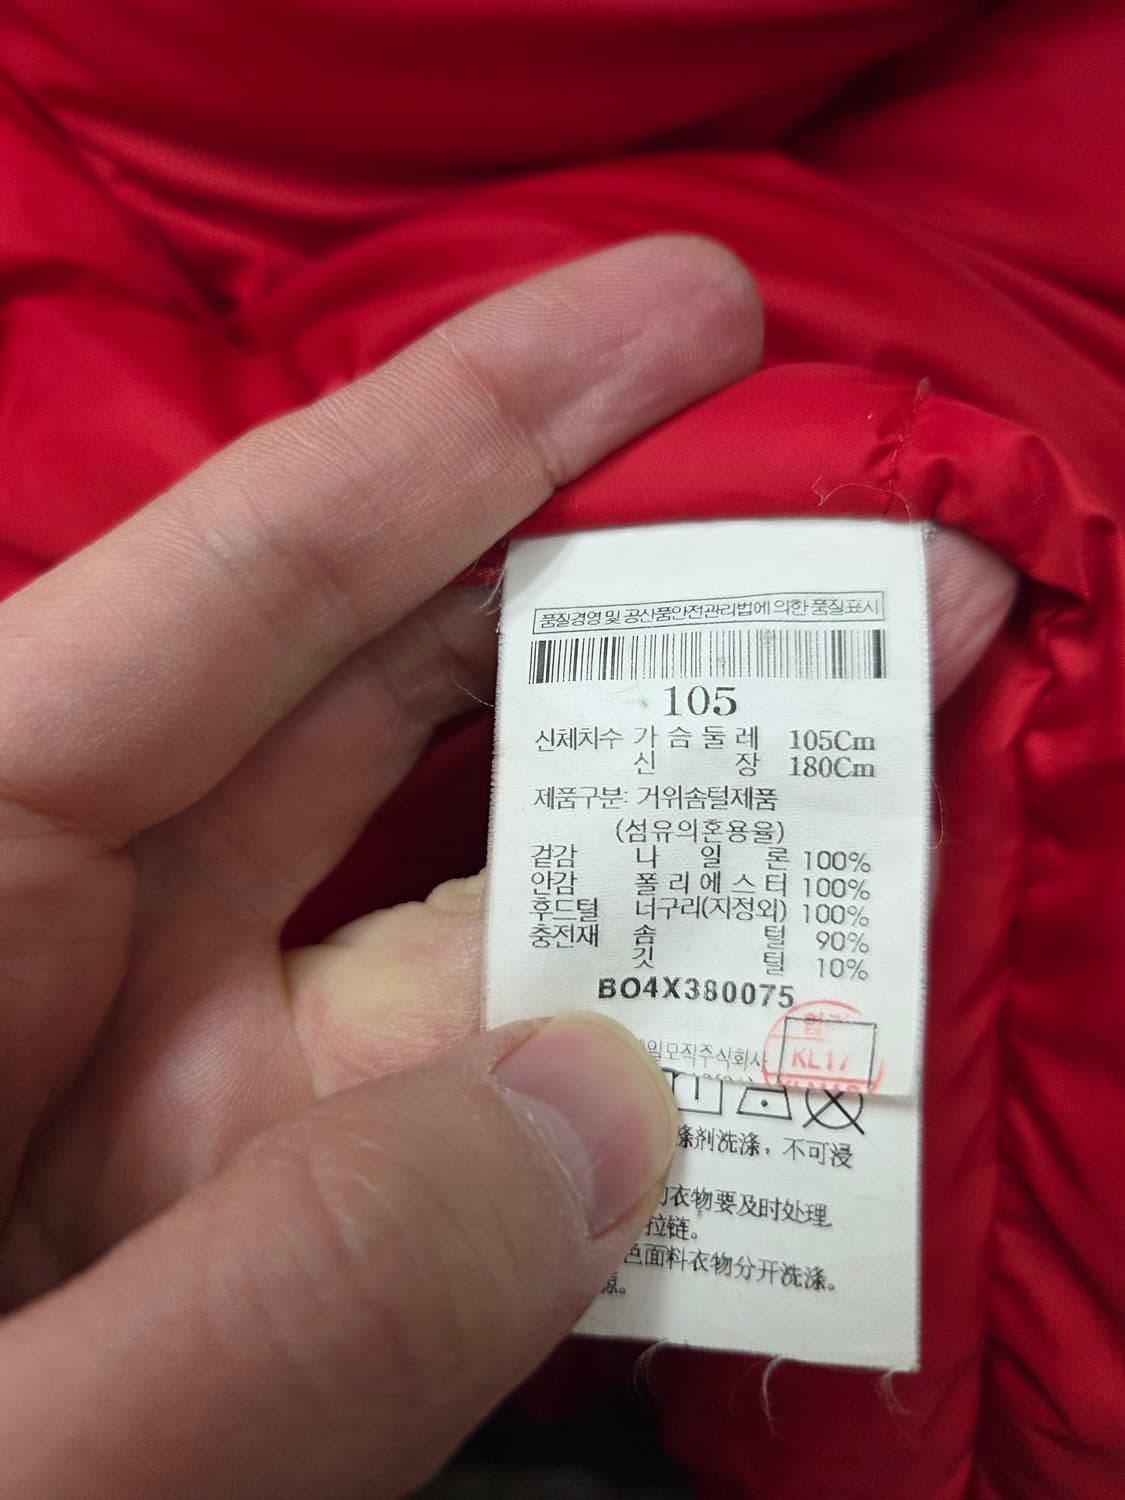 품질경영 및 공산품안전관리법에 의한 품질표시
105
신체치수 가슴둘레 105Cm
신장 180Cm
제품구분: 거위솜털제품
(섬유의혼용율)
겉감 나일론 100%
안감 폴리에스터 100%
후드털 너구리(지정외) 100%
충전재 솜털 90%
깃털 10%
BO4X380075
일모직주식회사
KL17
涤剂洗涤，不可浸
衣物要及时处理
拉链。
色面料衣物分开洗涤。